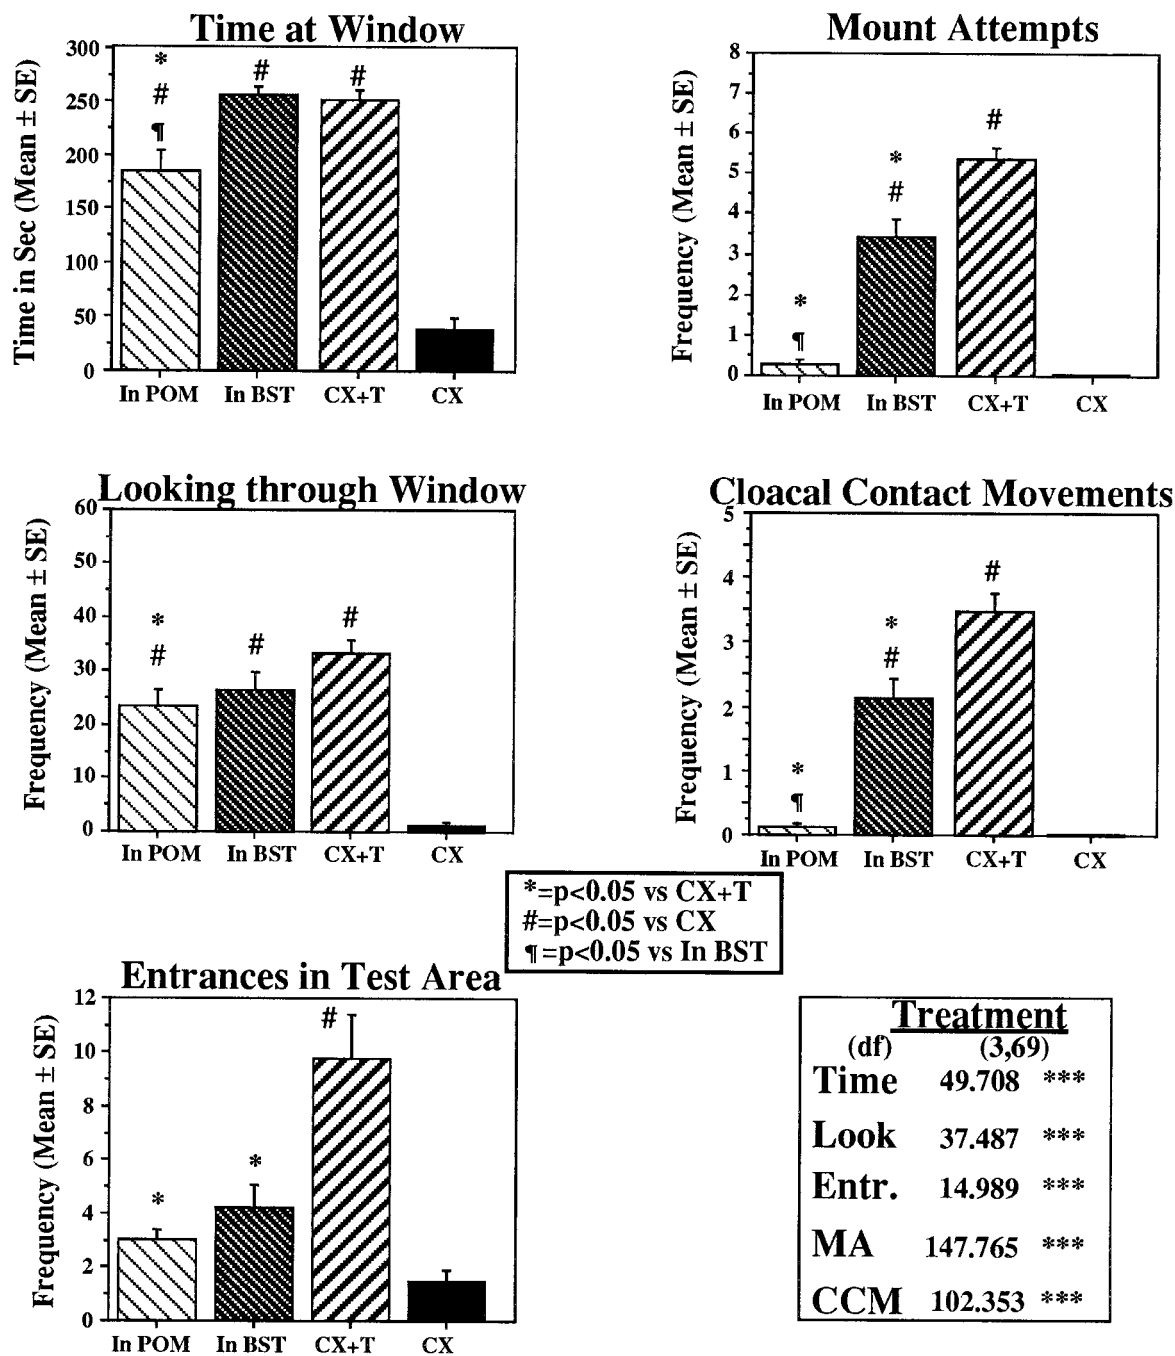 Time at Window
Time in Sec (Mean ± SE)
300
250
200
150
100
50
0
*
#
¶
#
#
In POM In BST CX+T CX
Mount Attempts
Frequency (Mean ± SE)
8
7
6
5
4
3
2
1
0
*
¶
*
#
#
In POM In BST CX+T CX
Looking through Window
Frequency (Mean ± SE)
60
50
40
30
20
10
0
*
#
#
#
In POM In BST CX+T CX
Cloacal Contact Movements
Frequency (Mean ± SE)
5
4
3
2
1
0
*
¶
*
#
#
In POM In BST CX+T CX
*=p<0.05 vs CX+T
#=p<0.05 vs CX
¶=p<0.05 vs In BST
Entrances in Test Area
Frequency (Mean ± SE)
12
10
8
6
4
2
0
*
*
#
In POM In BST CX+T CX
Treatment
(df) (3,69)
Time 49.708 ***
Look 37.487 ***
Entr. 14.989 ***
MA 147.765 ***
CCM 102.353 ***